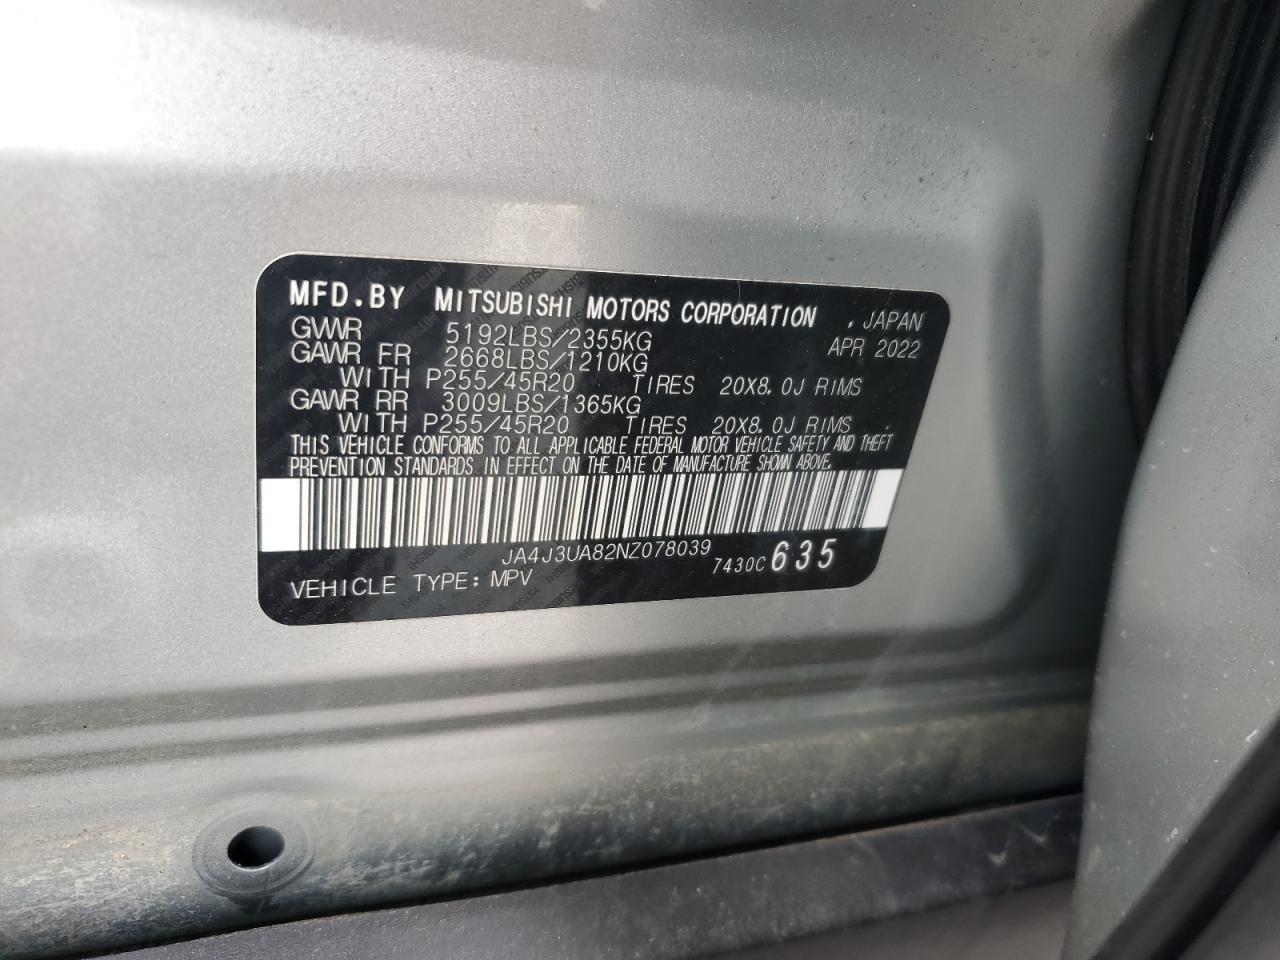 MFD.BY MITSUBISHI MOTORS CORPORATION , JAPAN
GVWR 5192LBS/2355KG APR 2022
GAWR FR 2668LBS/1210KG
WITH P255/45R20 TIRES 20X8.0J RIMS
GAWR RR 3009LBS/1365KG
WITH P255/45R20 TIRES 20X8.0J RIMS .
THIS VEHICLE CONFORMS TO ALL APPLICABLE FEDERAL MOTOR VEHICLE SAFETY AND THEFT
PREVENTION STANDARDS IN EFFECT ON THE DATE OF MANUFACTURE SHOWN ABOVE.
JA4J3UA82NZ078039
7430C 635
VEHICLE TYPE: MPV